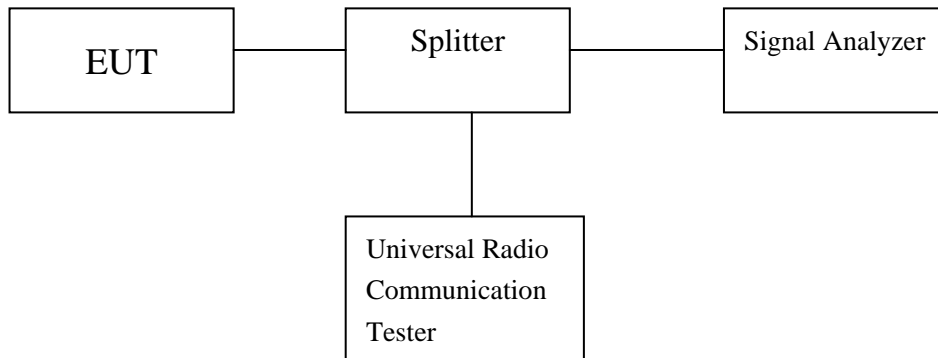 EUT
Splitter
Signal Analyzer
Universal Radio
Communication
Tester